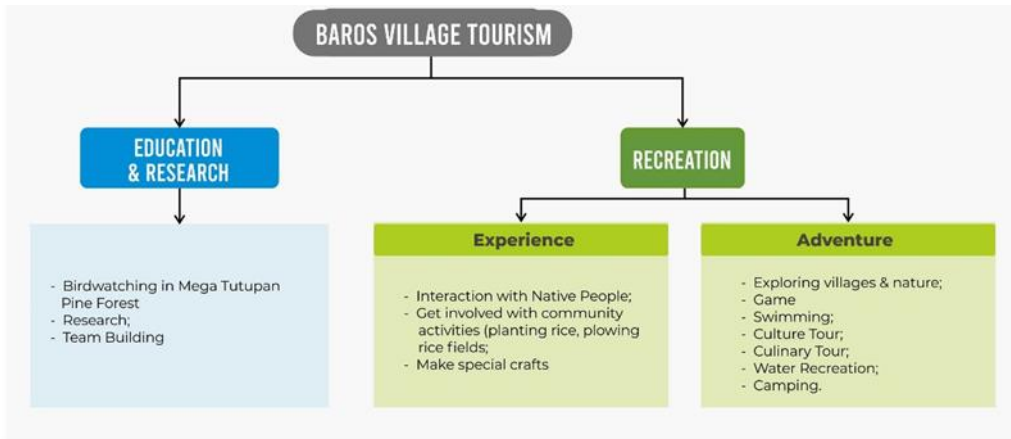 BAROS VILLAGE TOURISM
EDUCATION
& RESEARCH
- Birdwatching in Mega Tutupan
Pine Forest
- Research;
- Team Building
RECREATION
Experience
- Interaction with Native People;
- Get involved with community
activities (planting rice, plowing
rice fields;
- Make special crafts
Adventure
- Exploring villages & nature;
- Game
- Swimming;
- Culture Tour;
- Culinary Tour;
- Water Recreation;
- Camping.